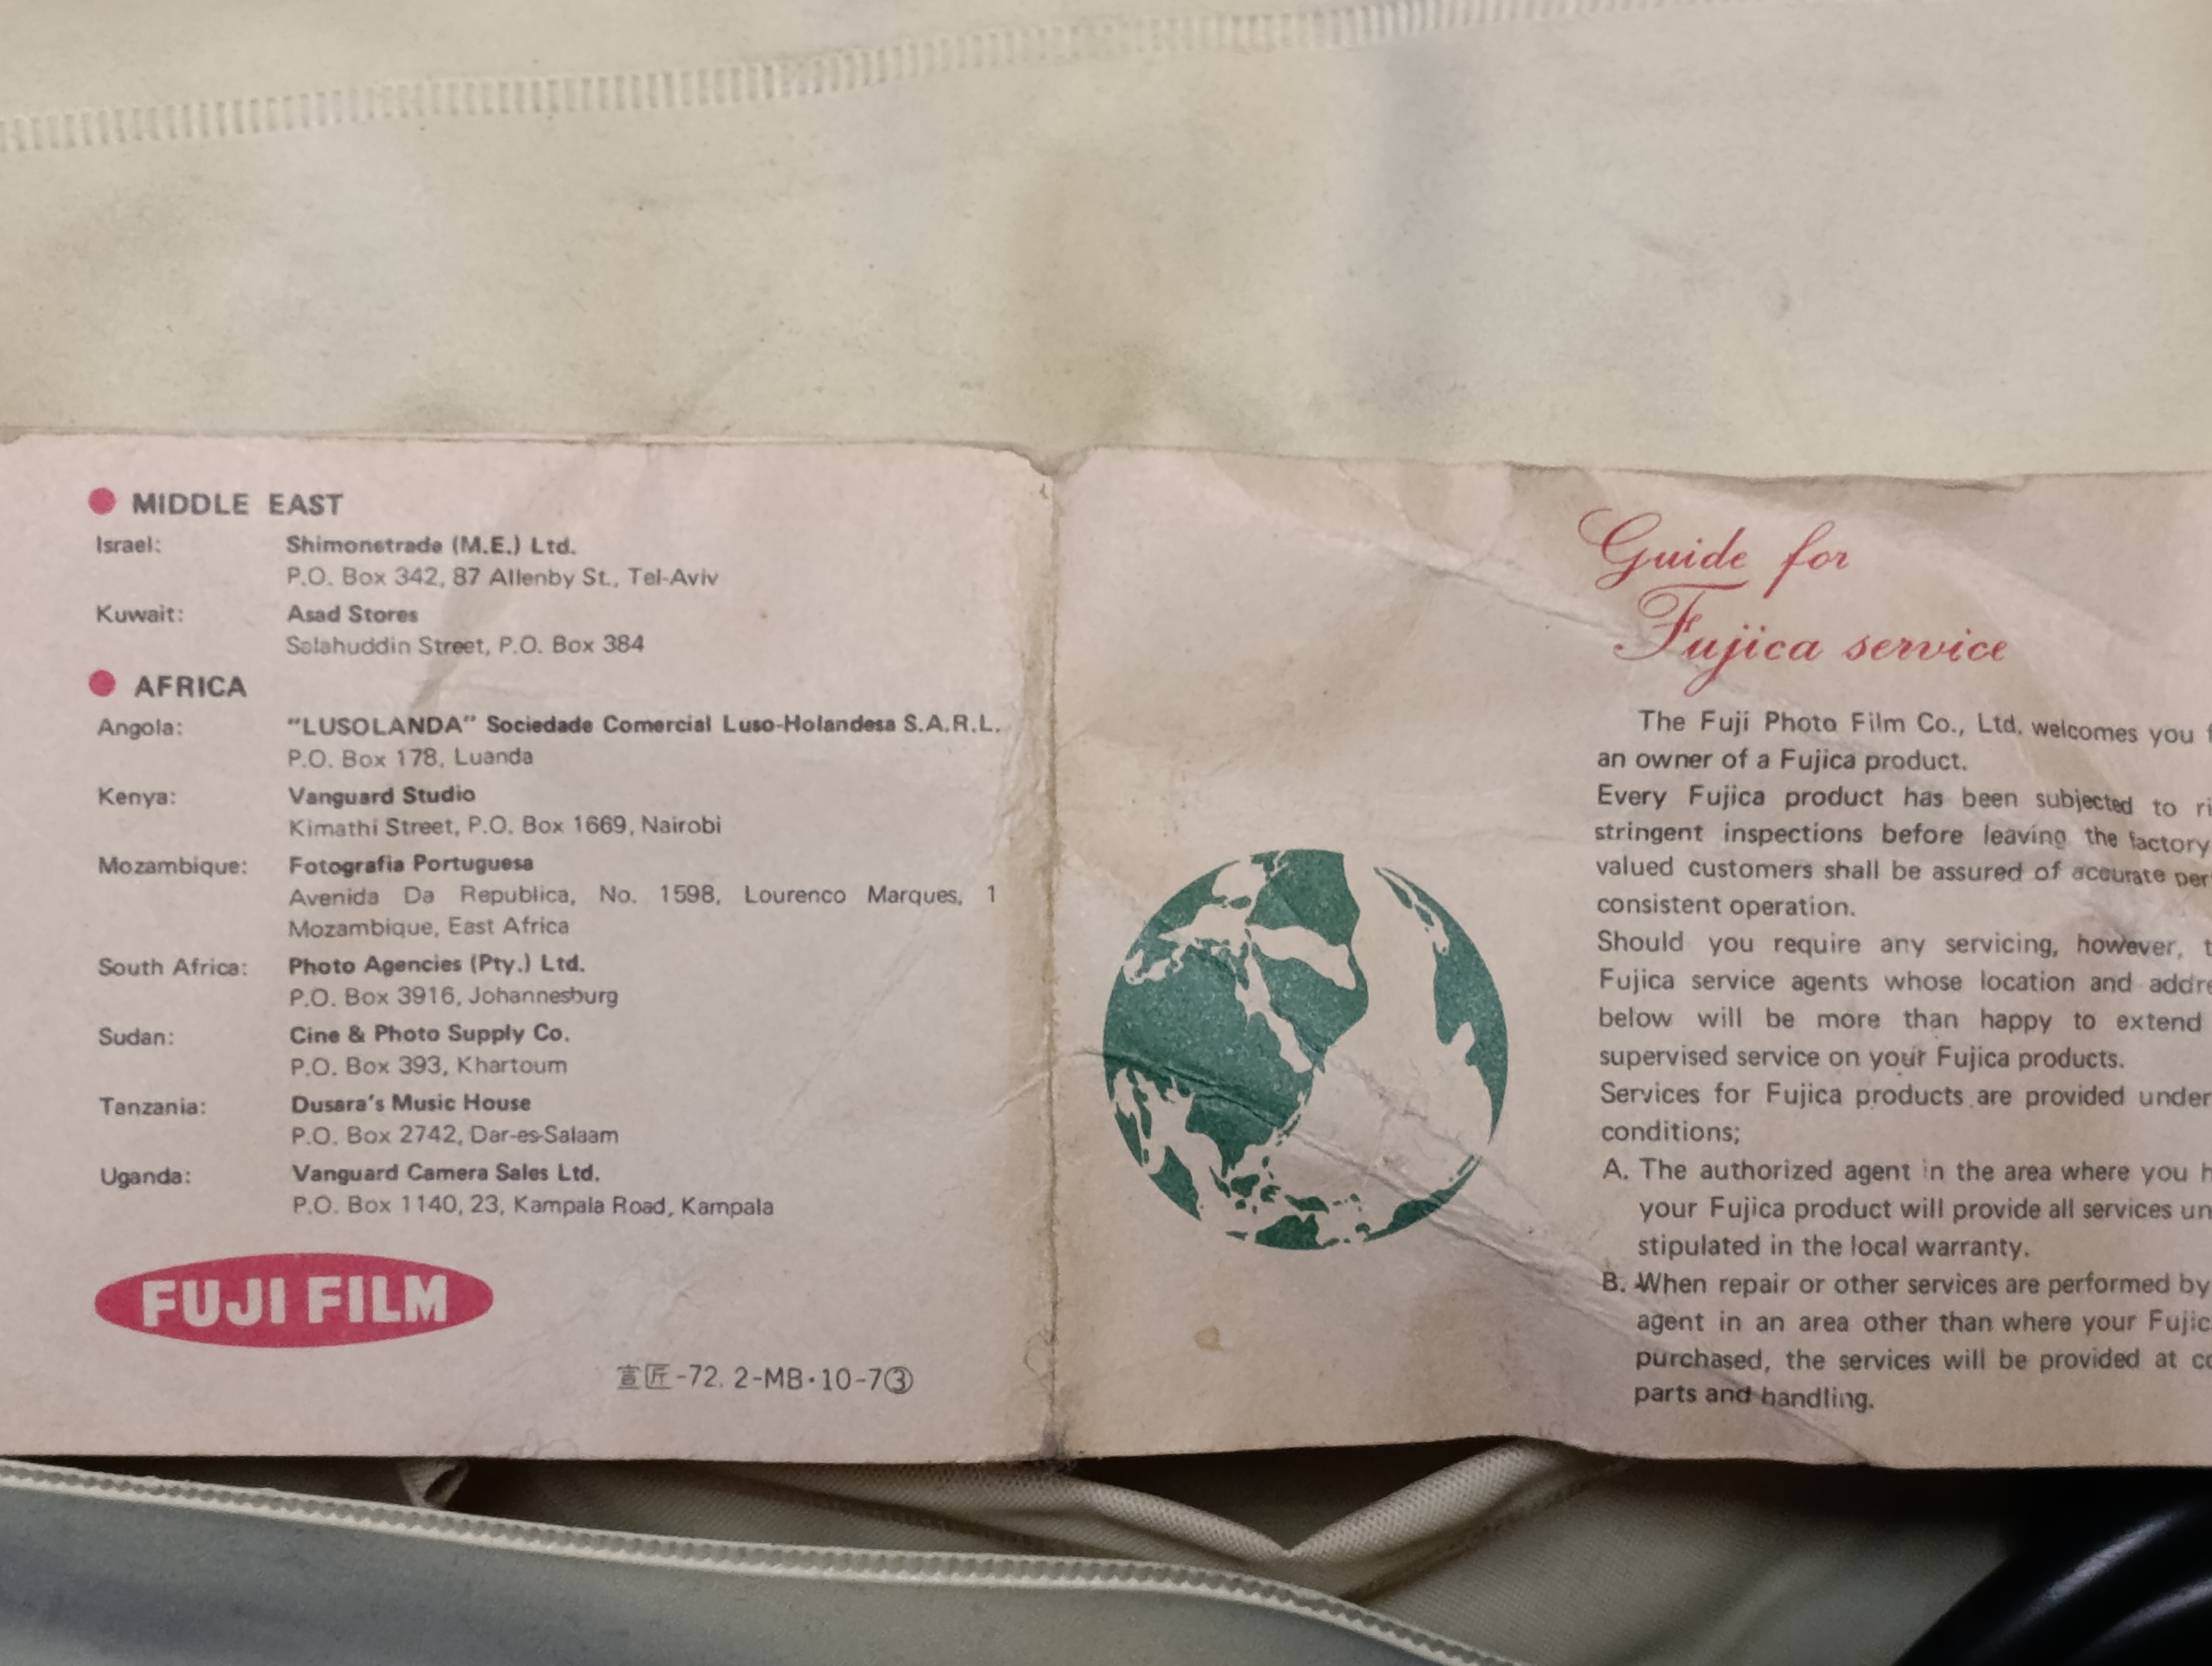 ● MIDDLE EAST
Israel: Shimonetrade (M.E.) Ltd.
P.O. Box 342, 87 Allenby St., Tel-Aviv
Kuwait: Asad Stores
Salahuddin Street, P.O. Box 384
● AFRICA
Angola: "LUSOLANDA" Sociedade Comercial Luso-Holandesa S.A.R.L.
P.O. Box 178, Luanda
Kenya: Vanguard Studio
Kimathi Street, P.O. Box 1669, Nairobi
Mozambique: Fotografia Portuguesa
Avenida Da Republica, No. 1598, Lourenco Marques, 1
Mozambique, East Africa
South Africa: Photo Agencies (Pty.) Ltd.
P.O. Box 3916, Johannesburg
Sudan: Cine & Photo Supply Co.
P.O. Box 393, Khartoum
Tanzania: Dusara's Music House
P.O. Box 2742, Dar-es-Salaam
Uganda: Vanguard Camera Sales Ltd.
P.O. Box 1140, 23, Kampala Road, Kampala
FUJI FILM
宣匠-72.2-MB·10-7③
Guide for
Fujica service
The Fuji Photo Film Co., Ltd. welcomes you
an owner of a Fujica product.
Every Fujica product has been subjected to ri
stringent inspections before leaving the factory
valued customers shall be assured of accurate per
consistent operation.
Should you require any servicing, however, t
Fujica service agents whose location and addre
below will be more than happy to extend
supervised service on your Fujica products.
Services for Fujica products are provided under
conditions;
A. The authorized agent in the area where you h
your Fujica product will provide all services un
stipulated in the local warranty.
B. When repair or other services are performed by
agent in an area other than where your Fujic
purchased, the services will be provided at co
parts and handling.